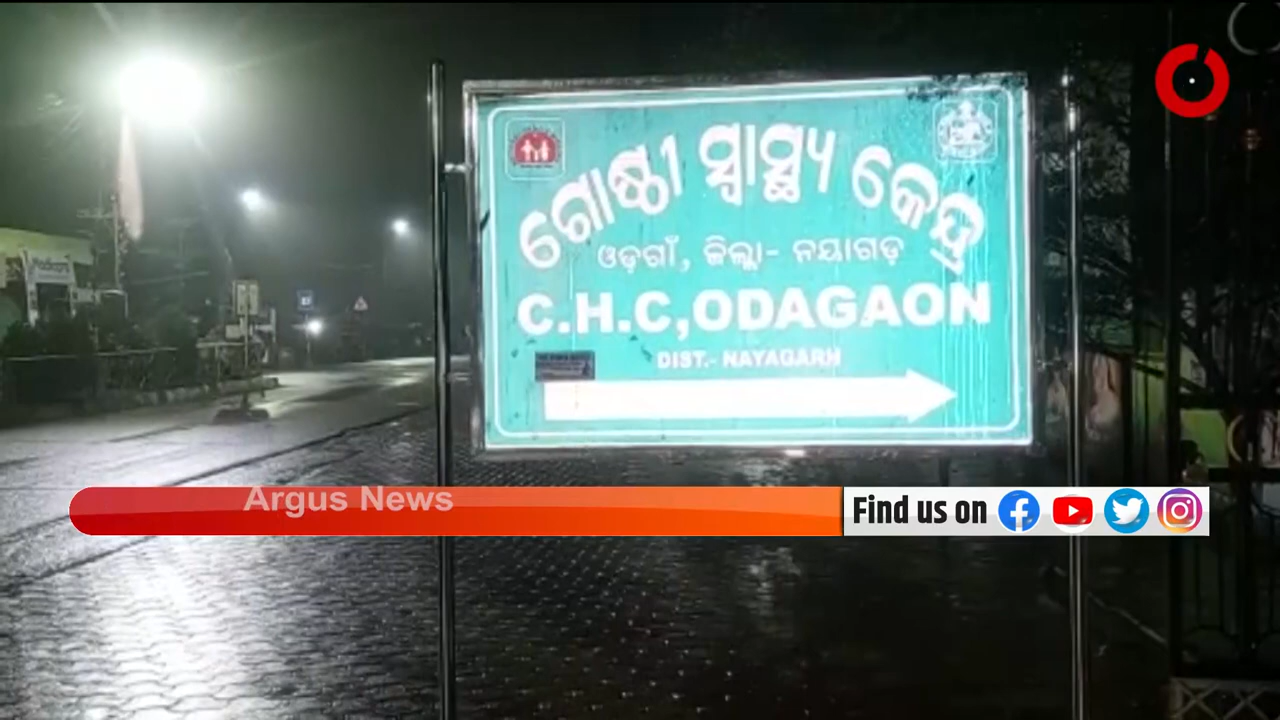 ଗୋଷ୍ଠୀ ସ୍ୱାସ୍ଥ୍ୟ କେନ୍ଦ୍ର
ଓଡ଼ଗାଁ, ଜିଲ୍ଲା- ନୟାଗଡ଼
C.H.C,ODAGAON
DIST.- NAYAGARH
Argus News
Find us on